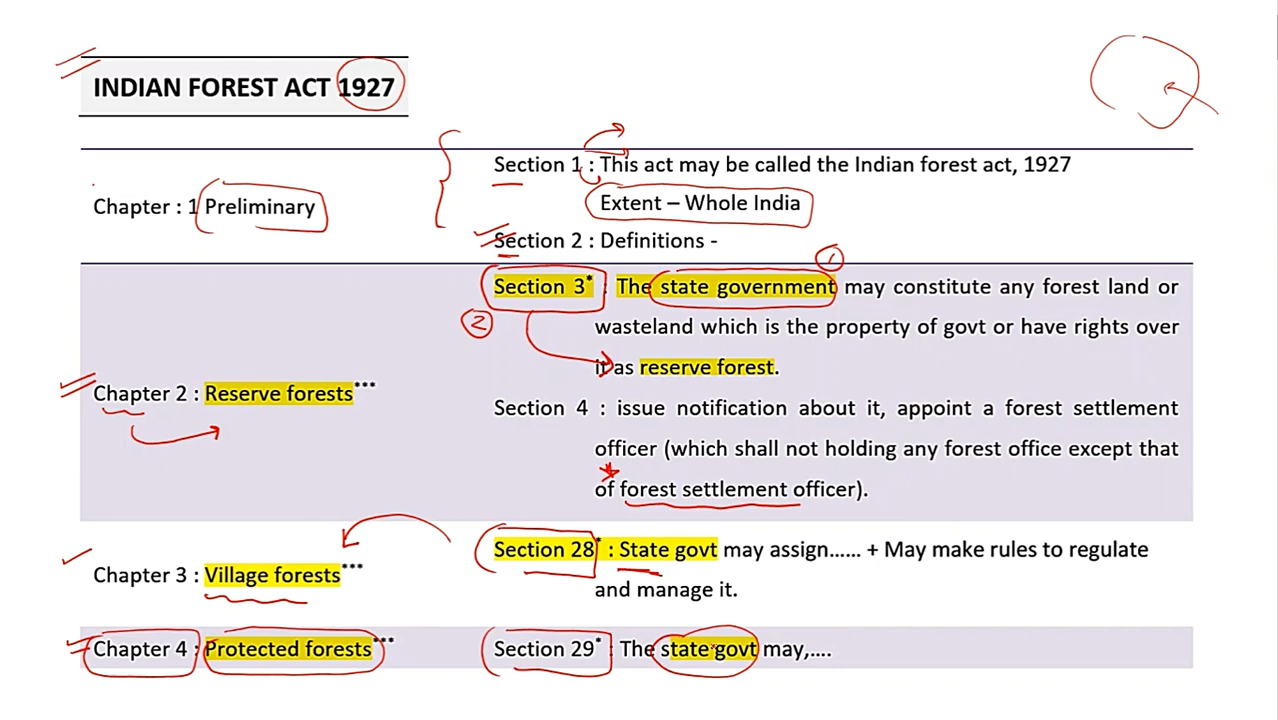 INDIAN FOREST ACT 1927
Chapter : 1 Preliminary
Section 1 : This act may be called the Indian forest act, 1927
Extent – Whole India
Section 2 : Definitions -
Chapter 2 : Reserve forests***
Section 3* : The state government may constitute any forest land or
wasteland which is the property of govt or have rights over
it as reserve forest.
Section 4 : issue notification about it, appoint a forest settlement
officer (which shall not holding any forest office except that
of forest settlement officer).
1
2
Chapter 3 : Village forests***
Section 28* : State govt may assign...... + May make rules to regulate
and manage it.
Chapter 4 : Protected forests***
Section 29* : The state govt may,....